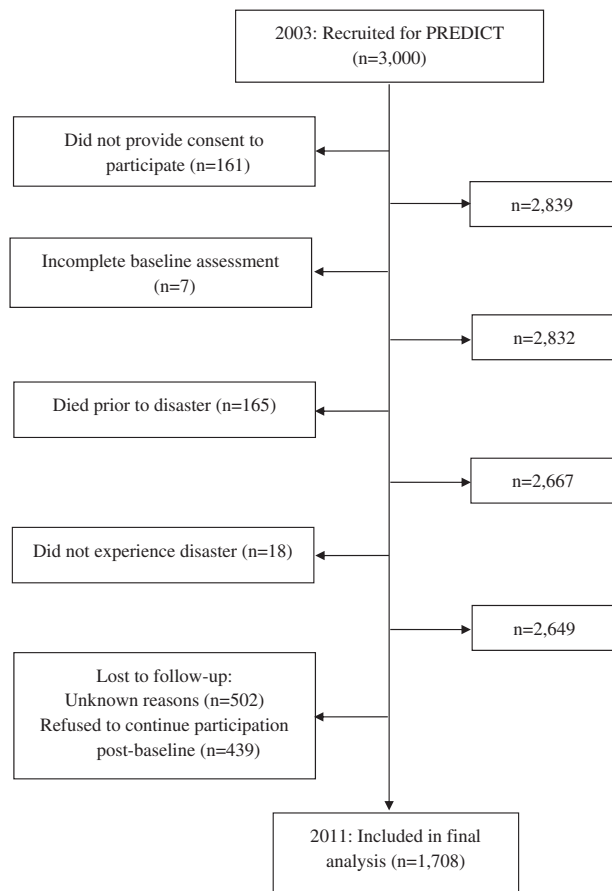 2003: Recruited for PREDICT
(n=3,000)
Did not provide consent to
participate (n=161)
n=2,839
Incomplete baseline assessment
(n=7)
n=2,832
Died prior to disaster (n=165)
n=2,667
Did not experience disaster (n=18)
n=2,649
Lost to follow-up:
Unknown reasons (n=502)
Refused to continue participation
post-baseline (n=439)
2011: Included in final
analysis (n=1,708)